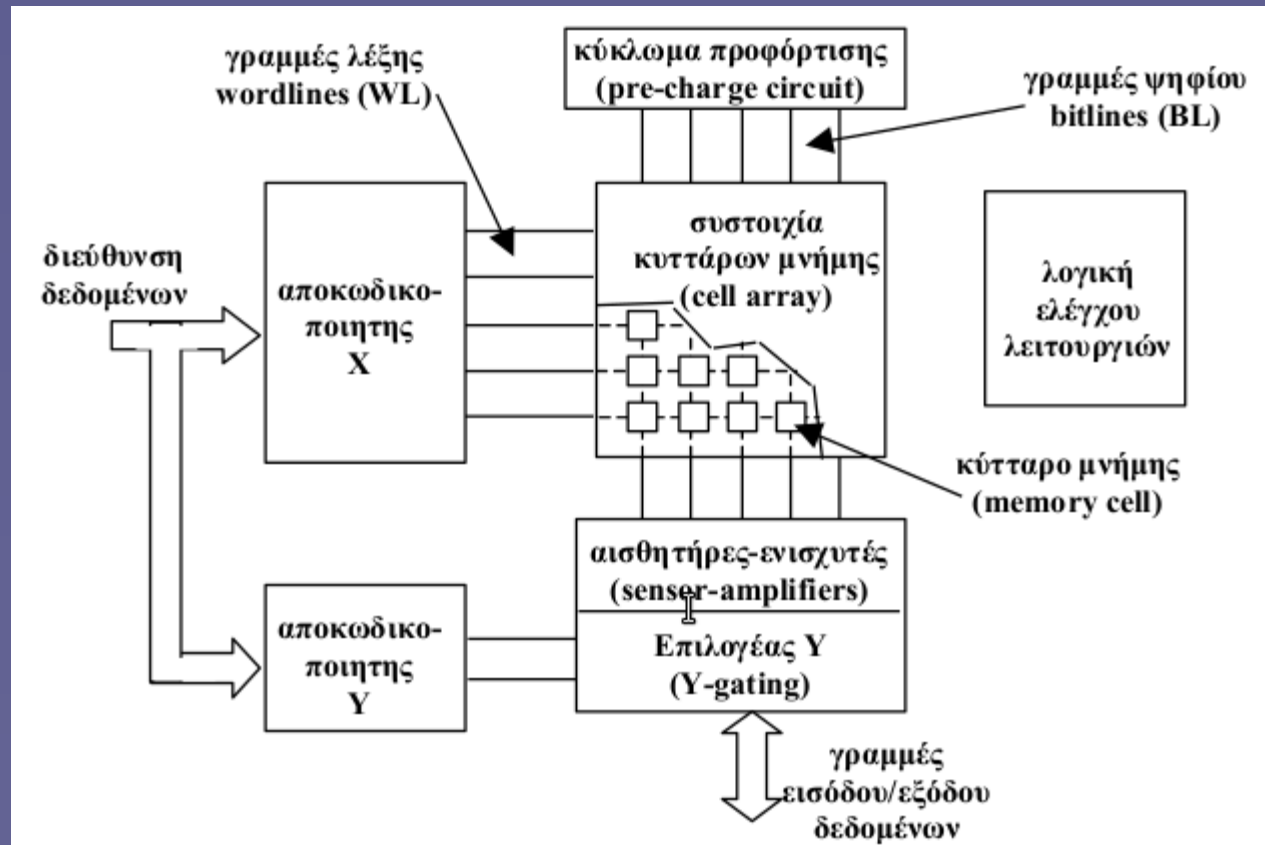 κύκλωμα προφόρτισης
(pre-charge circuit)
γραμμές λέξης
wordlines (WL)
γραμμές ψηφίου
bitlines (BL)
διεύθυνση
δεδομένων
αποκωδικο-
ποιητης
X
συστοιχία
κυττάρων μνήμης
(cell array)
λογική
ελέγχου
λειτουργιών
κύτταρο μνήμης
(memory cell)
αισθητήρες-ενισχυτές
(senser-amplifiers)
αποκωδικο-
ποιητης
Y
Επιλογέας Y
(Y-gating)
γραμμές
εισόδου/εξόδου
δεδομένων